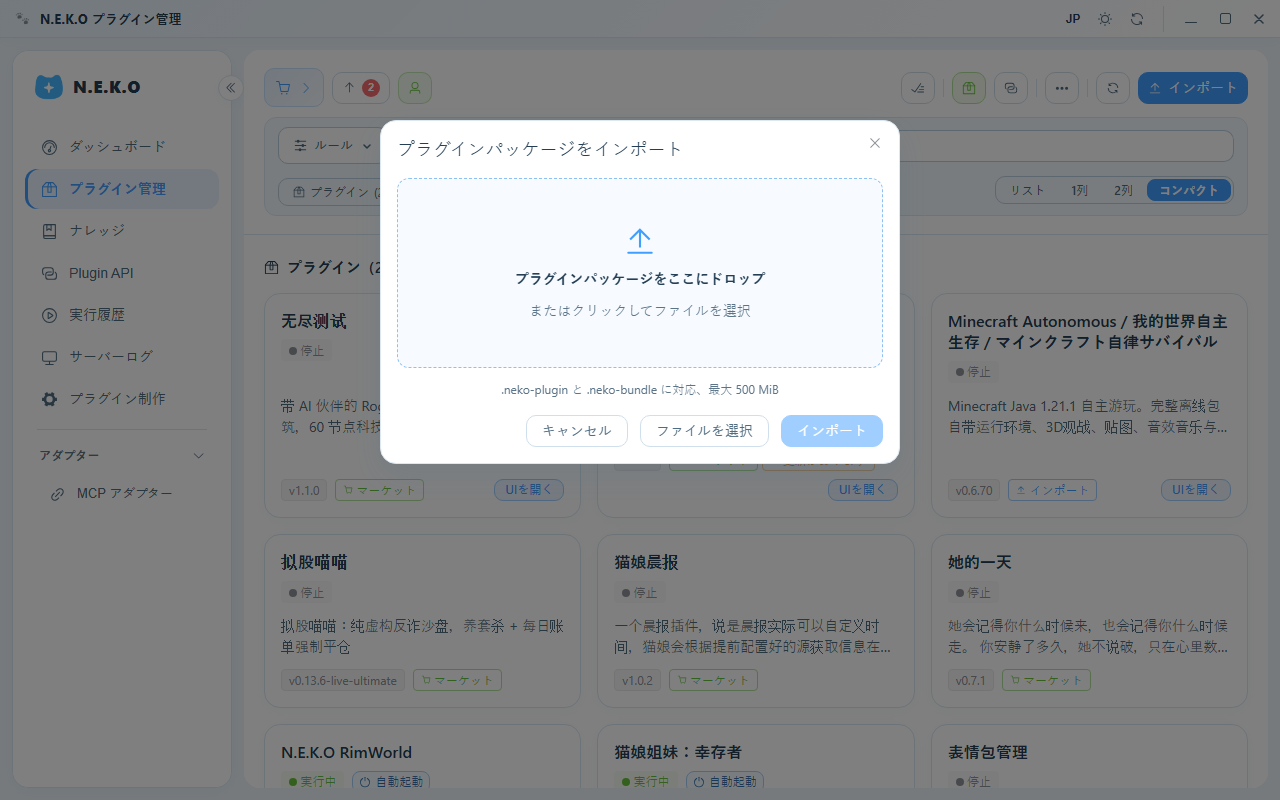 N.E.K.O プラグイン管理
JP
N.E.K.O
ダッシュボード
プラグイン管理
ナレッジ
Plugin API
実行履歴
サーバーログ
プラグイン制作
アダプター
MCP アダプター
2
インポート
ルール
プラグイン (2
リスト
1列
2列
コンパクト
プラグイン (2
プラグインパッケージをインポート
プラグインパッケージをここにドロップ
またはクリックしてファイルを選択
.neko-plugin と .neko-bundle に対応、最大 500 MiB
キャンセル
ファイルを選択
インポート
无尽测试
停止
带 AI 伙伴的 Rog
筑，60 节点科技
v1.1.0
マーケット
UIを開く
UIを開く
Minecraft Autonomous / 我的世界自主
生存 / マインクラフト自律サバイバル
停止
Minecraft Java 1.21.1 自主游玩。完整离线包
自带运行环境、3D观战、贴图、音效音乐与...
v0.6.70
インポート
UIを開く
拟股喵喵
停止
拟股喵喵：纯虚构反诈沙盘，养套杀 + 每日账
单强制平仓
v0.13.6-live-ultimate
マーケット
猫娘晨报
停止
一个晨报插件，说是晨报实际可以自定义时
间，猫娘会根据提前配置好的源获取信息在...
v1.0.2
マーケット
她的一天
停止
她会记得你什么时候来，也会记得你什么时候
走。 你安静了多久，她不说破，只在心里数...
v0.7.1
マーケット
N.E.K.O RimWorld
実行中
自動起動
猫娘姐妹：幸存者
実行中
自動起動
表情包管理
停止